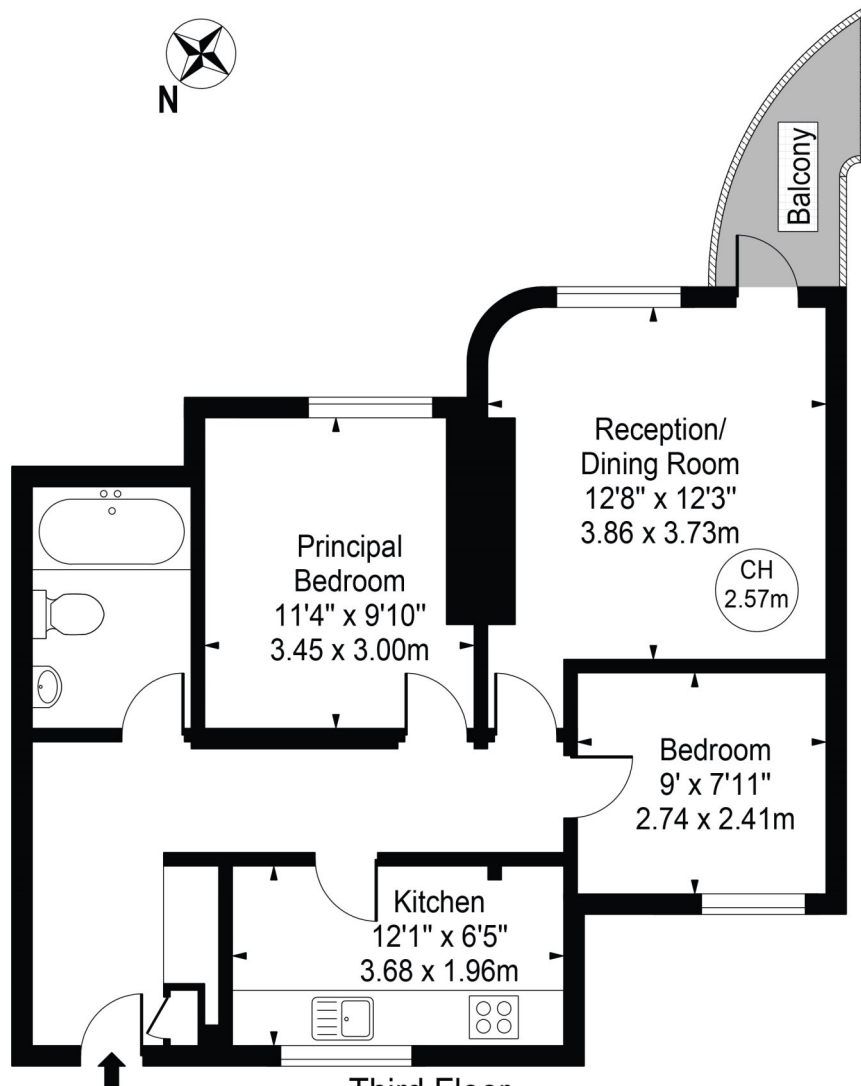 N
Balcony
Reception/
Dining Room
12'8" x 12'3"
3.86 x 3.73m
CH
2.57m
Principal
Bedroom
11'4" x 9'10"
3.45 x 3.00m
Bedroom
9' x 7'11"
2.74 x 2.41m
Kitchen
12'1" x 6'5"
3.68 x 1.96m
Third Floor